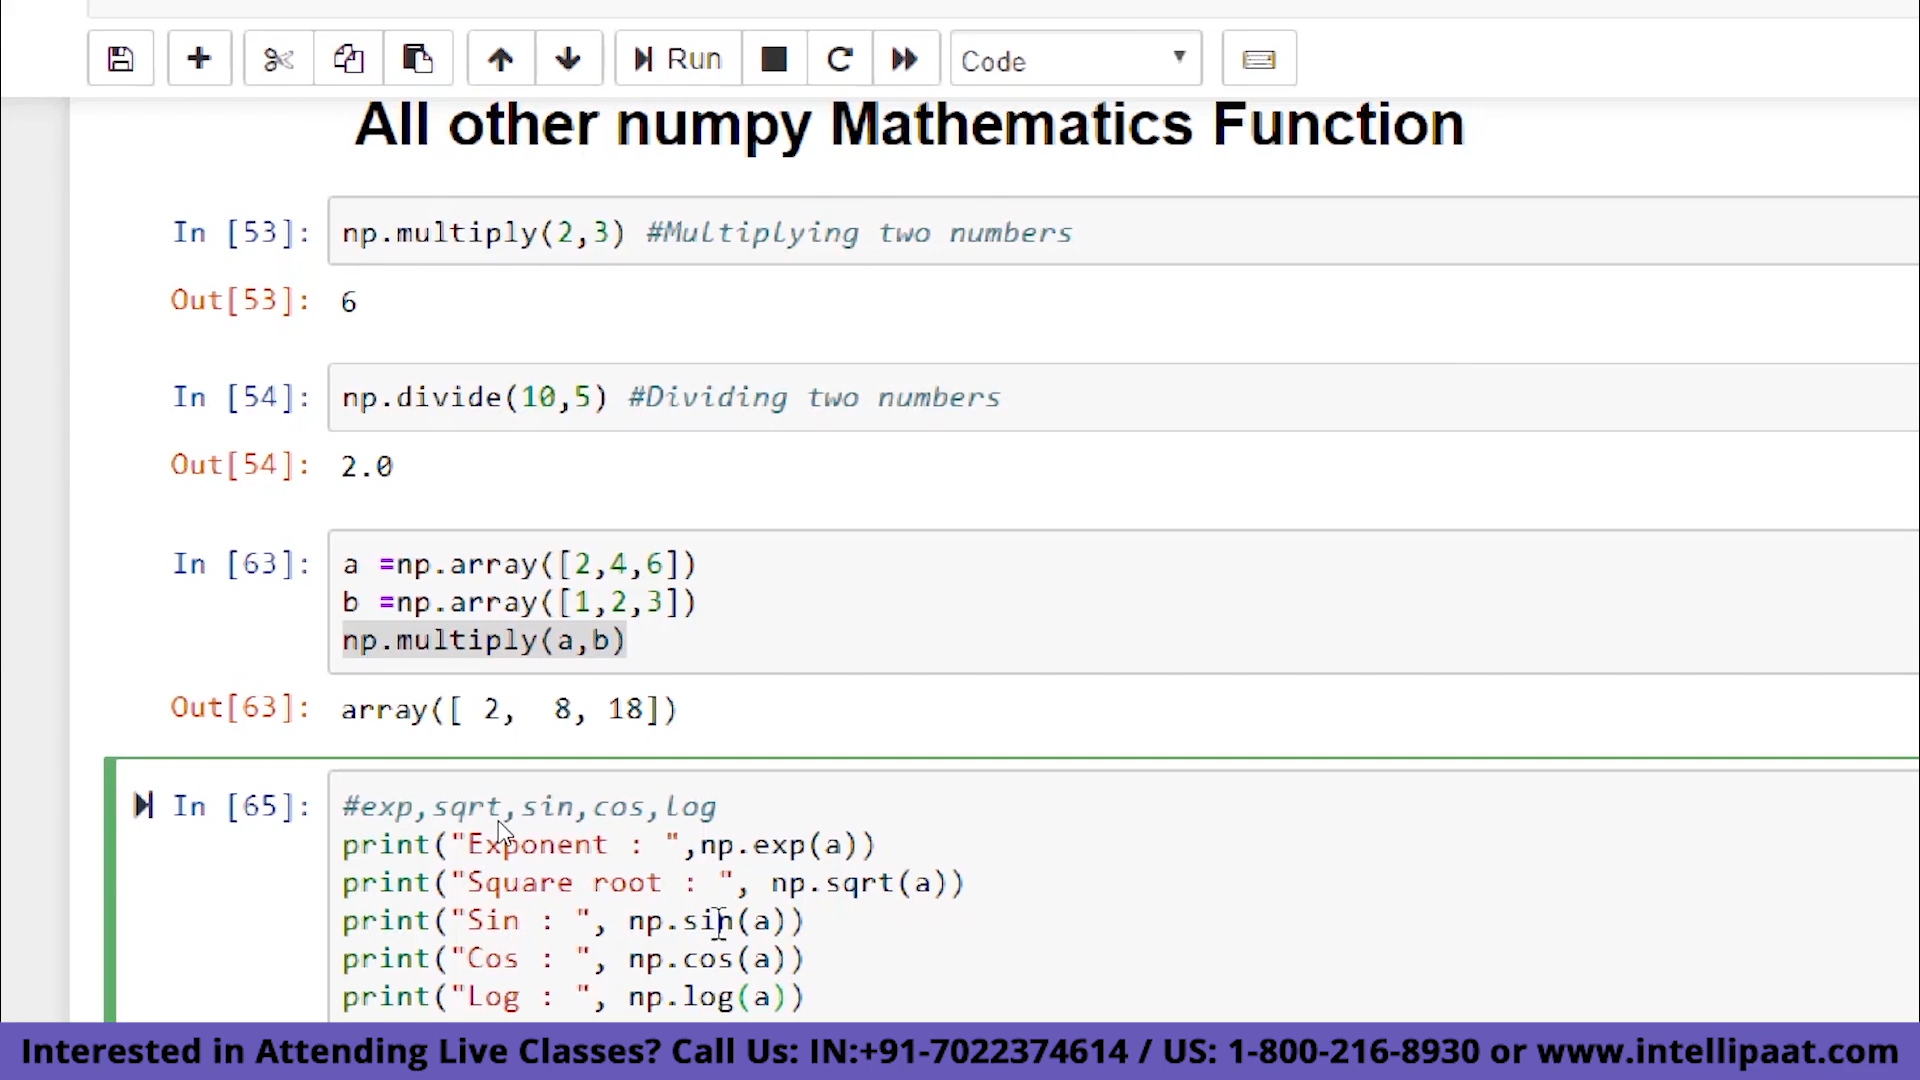 Run
Code
All other numpy Mathematics Function
In [53]: np.multiply(2,3) #Multiplying two numbers
Out[53]: 6
In [54]: np.divide(10,5) #Dividing two numbers
Out[54]: 2.0
In [63]: a =np.array([2,4,6])
b =np.array([1,2,3])
np.multiply(a,b)
Out[63]: array([ 2,  8, 18])
In [65]: #exp,sqrt,sin,cos,log
print("Exponent : ",np.exp(a))
print("Square root : ", np.sqrt(a))
print("Sin : ", np.sin(a))
print("Cos : ", np.cos(a))
print("Log : ", np.log(a))
Interested in Attending Live Classes? Call Us: IN:+91-7022374614 / US: 1-800-216-8930 or www.intellipaat.com